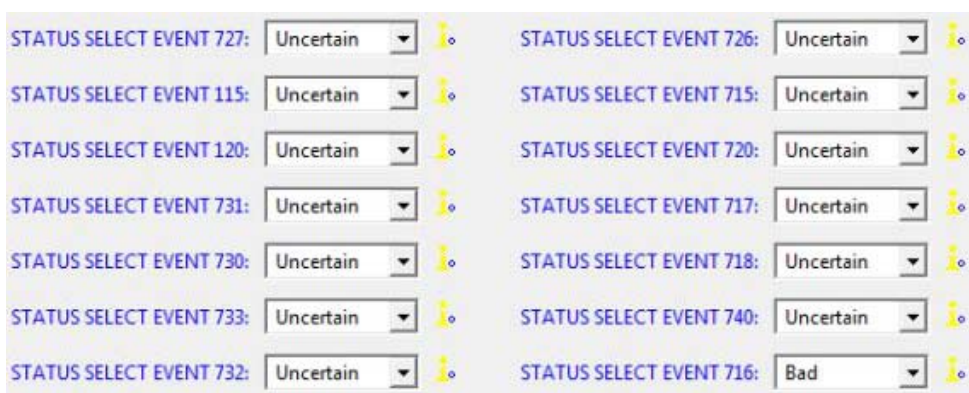 STATUS SELECT EVENT 727: Uncertain STATUS SELECT EVENT 726: Uncertain
STATUS SELECT EVENT 115: Uncertain STATUS SELECT EVENT 715: Uncertain
STATUS SELECT EVENT 120: Uncertain STATUS SELECT EVENT 720: Uncertain
STATUS SELECT EVENT 731: Uncertain STATUS SELECT EVENT 717: Uncertain
STATUS SELECT EVENT 730: Uncertain STATUS SELECT EVENT 718: Uncertain
STATUS SELECT EVENT 733: Uncertain STATUS SELECT EVENT 740: Uncertain
STATUS SELECT EVENT 732: Uncertain STATUS SELECT EVENT 716: Bad